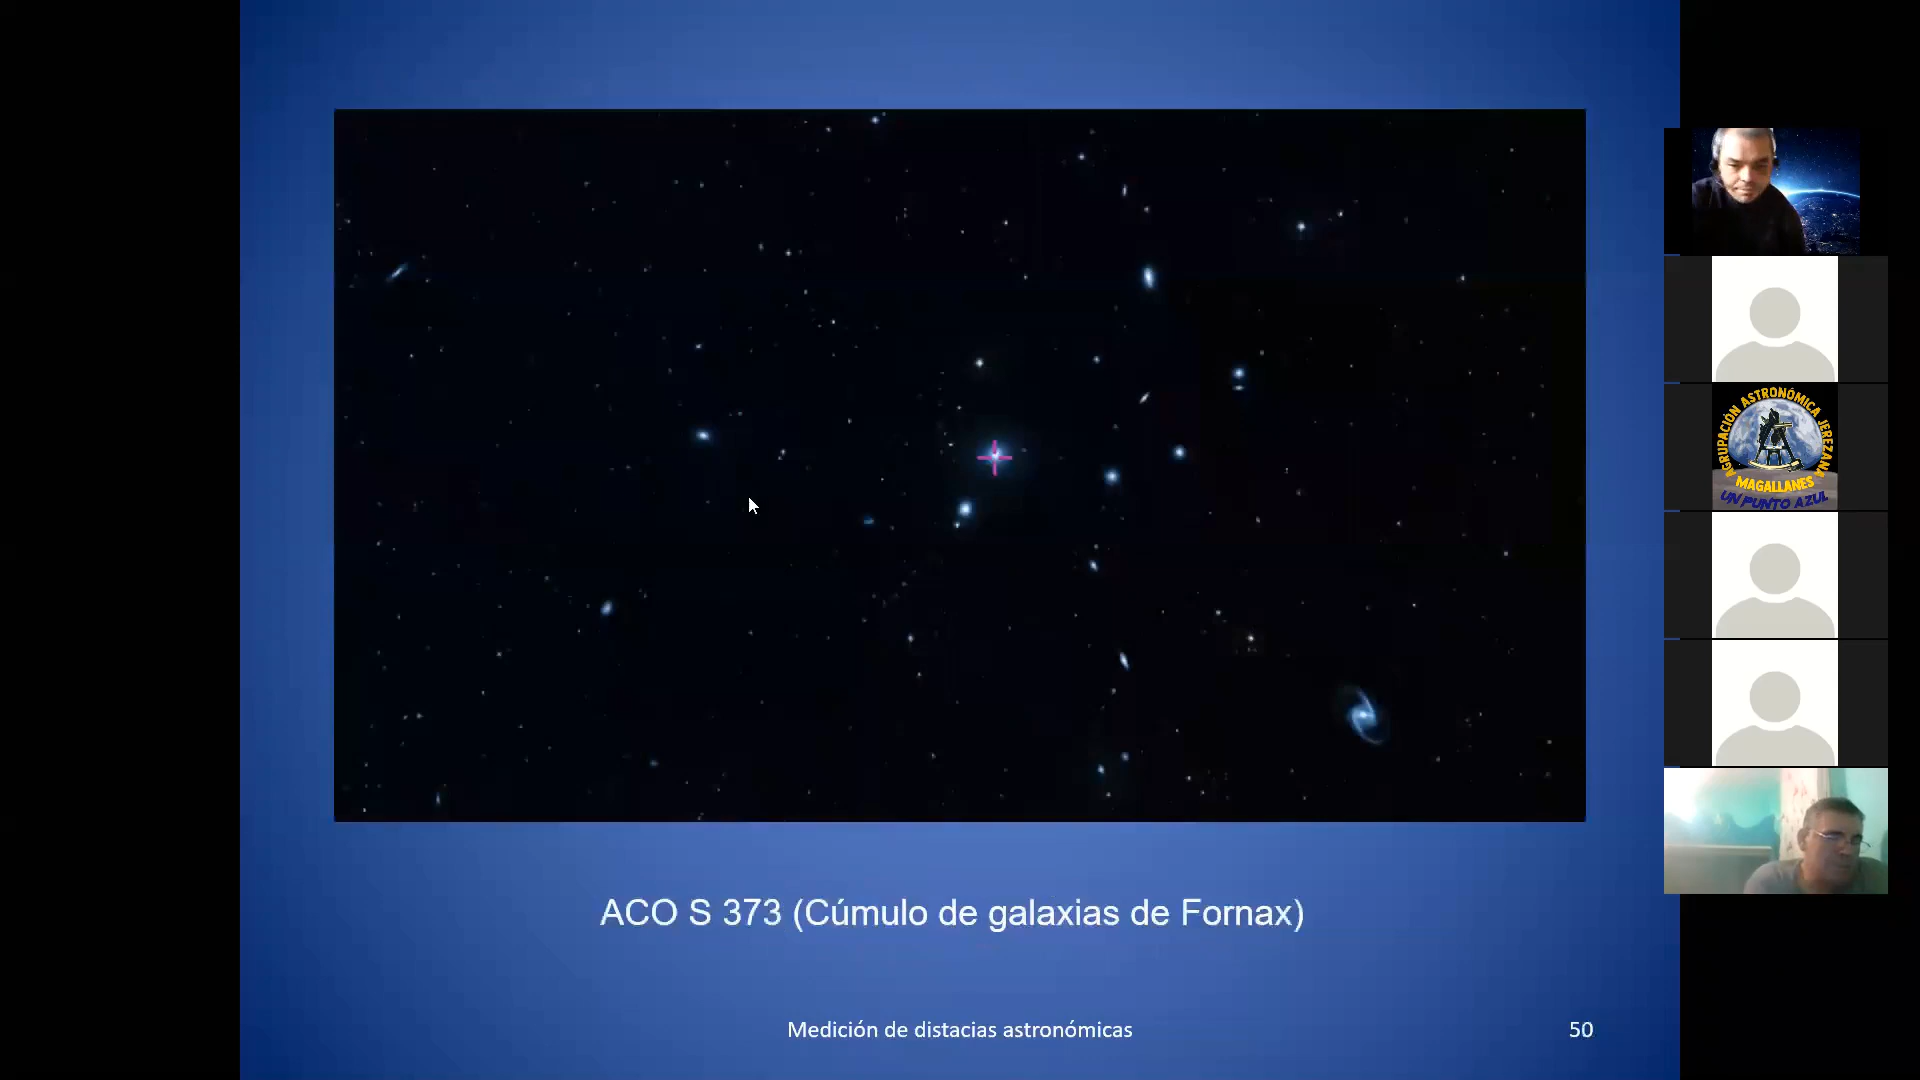 ACO S 373 (Cúmulo de galaxias de Fornax)
Medición de distacias astronómicas
50
AGRUPACIÓN ASTRONÓMICA JEREZANA
MAGALLANES
UN PUNTO AZUL